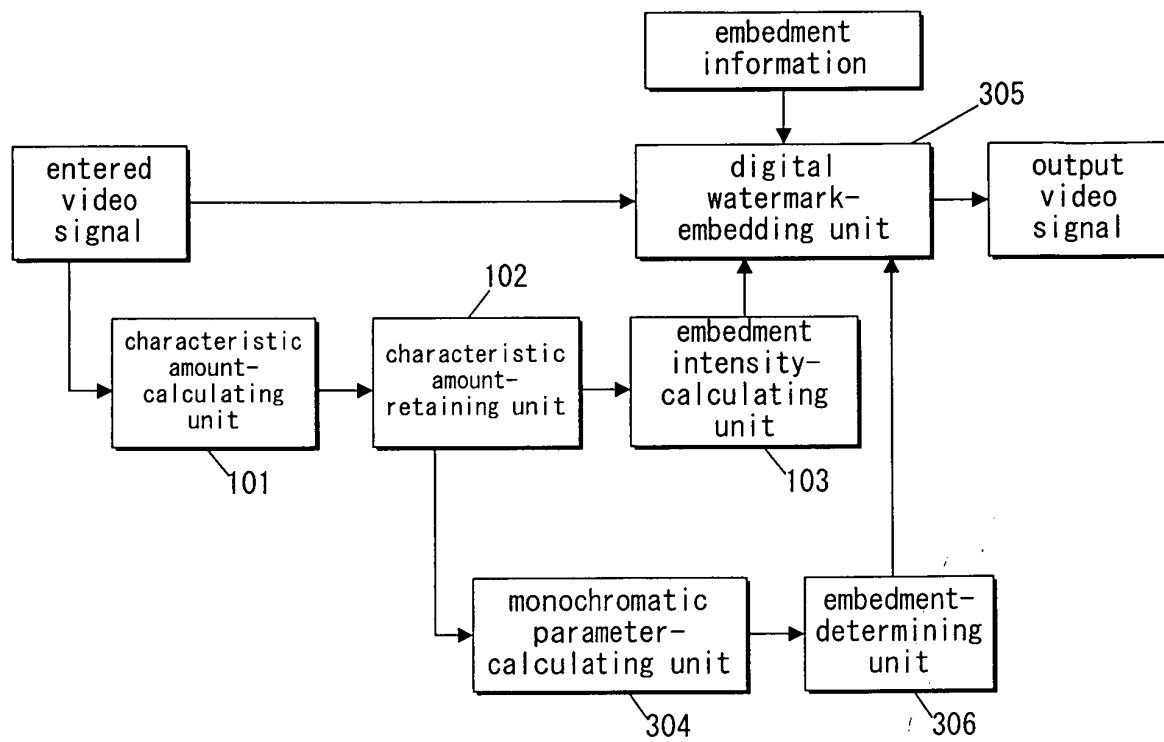 embedment
information
305
entered
video
signal
digital
watermark-
embedding unit
output
video
signal
102
characteristic
amount-
calculating
unit
characteristic
amount-
retaining unit
embedment
intensity-
calculating
unit
101
103
monochromatic
parameter-
calculating unit
embedment-
determining
unit
304
306